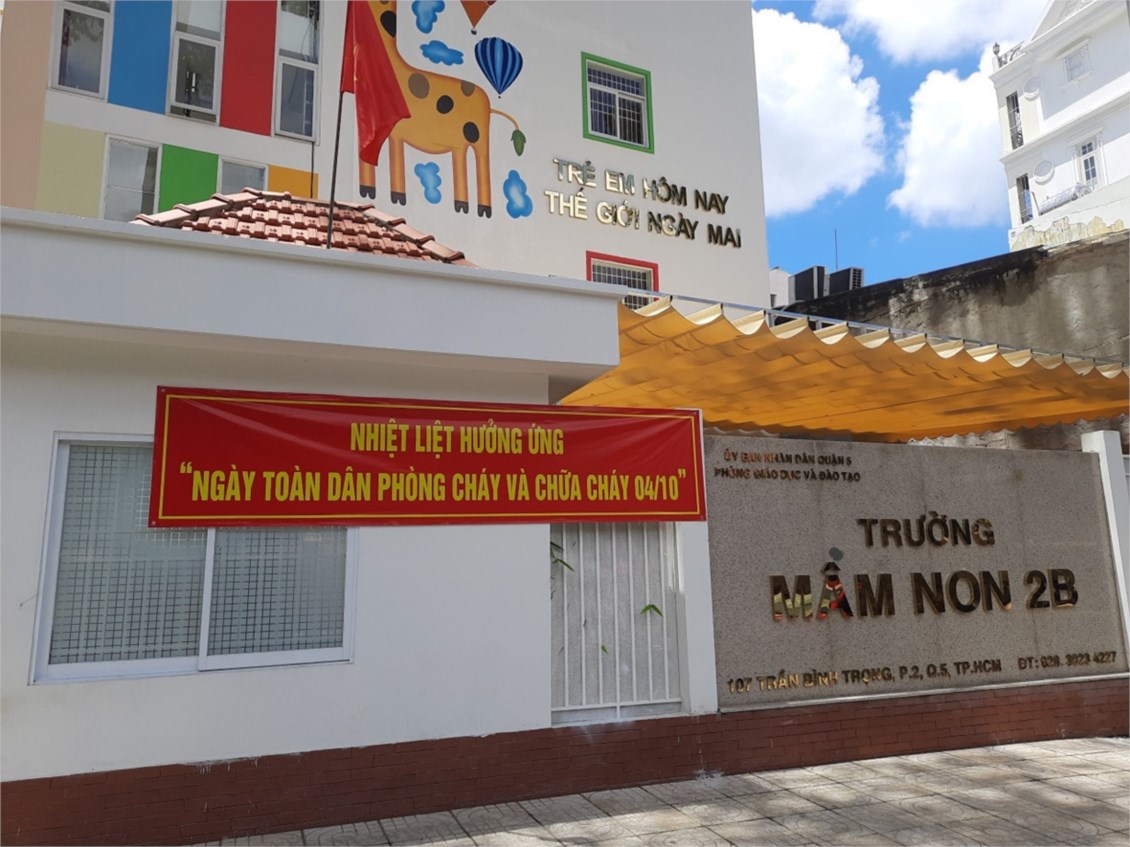 TRẺ EM HÔM NAY
THẾ GIỚI NGÀY MAI
NHIỆT LIỆT HƯỞNG ỨNG
“NGÀY TOÀN DÂN PHÒNG CHÁY VÀ CHỮA CHÁY 04/10”
ỦY BAN NHÂN DÂN QUẬN 5
PHÒNG GIÁO DỤC VÀ ĐÀO TẠO
TRƯỜNG
MẦM NON 2B
107 TRẦN BÌNH TRỌNG, P.2, Q.5, TP.HCM ĐT: 028. 3923 4227